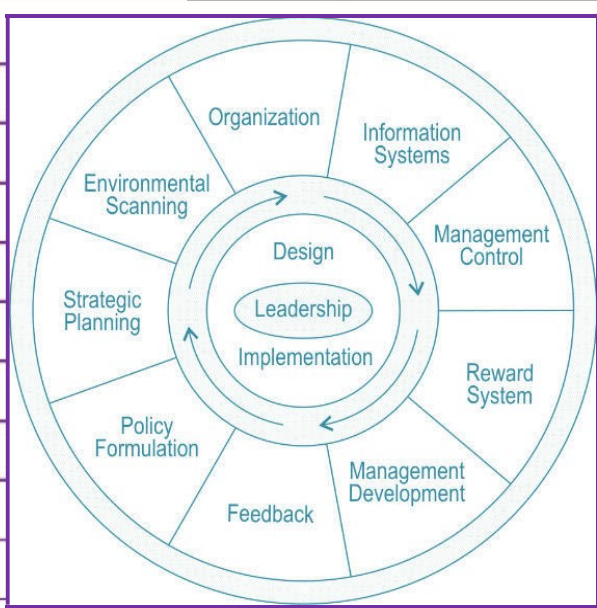 Organization
Information
Systems
Management
Control
Reward
System
Management
Development
Feedback
Policy
Formulation
Strategic
Planning
Environmental
Scanning
Design
Leadership
Implementation